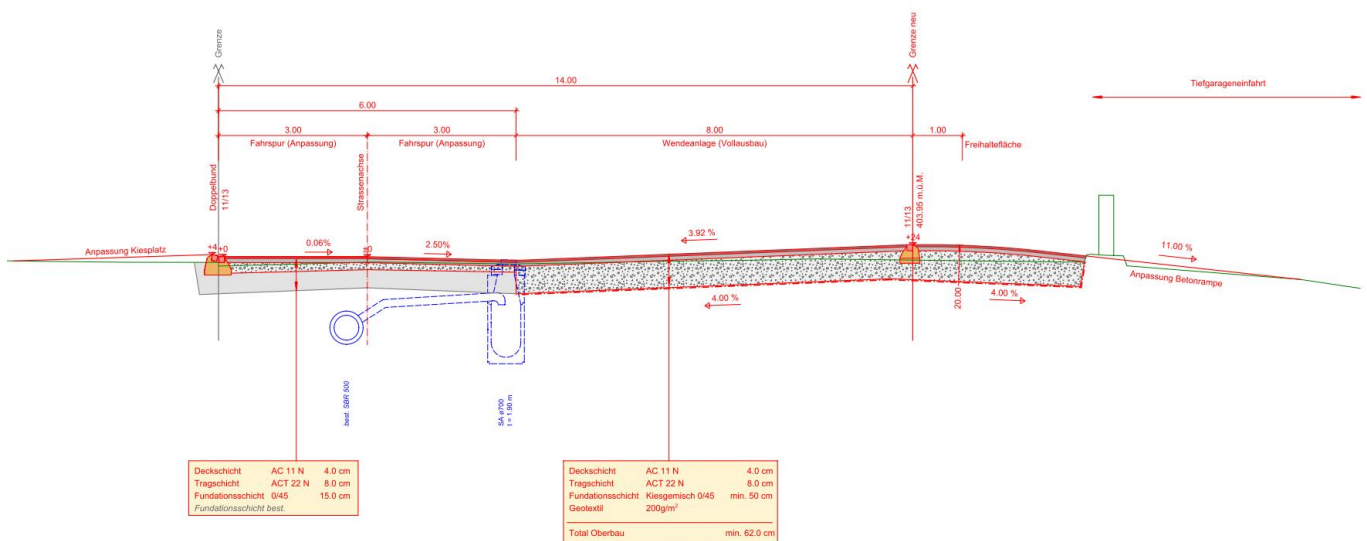 Grenze
Grenze neu
14.00
Tiefgarageneinfahrt
6.00
3.00
3.00
8.00
1.00
Fahrspur (Anpassung)
Fahrspur (Anpassung)
Wendeanlage (Vollausbau)
Freihaltefläche
Doppelbund
11/13
Strassenachse
11/13
403.95 m.ü.M.
Anpassung Kiesplatz
+4
+0
0.06%
+0
2.50%
3.92 %
+24
11.00 %
Anpassung Betonrampe
4.00 %
20.00
4.00 %
best. SBR 500
SA ø700
t = 1.90 m
Deckschicht AC 11 N 4.0 cm
Tragschicht ACT 22 N 8.0 cm
Fundationsschicht 0/45 15.0 cm
Fundationsschicht best.
Deckschicht AC 11 N 4.0 cm
Tragschicht ACT 22 N 8.0 cm
Fundationsschicht Kiesgemisch 0/45 min. 50 cm
Geotextil 200g/m²
Total Oberbau min. 62.0 cm